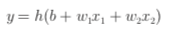 y = h(b + w₁x₁ + w₂x₂)